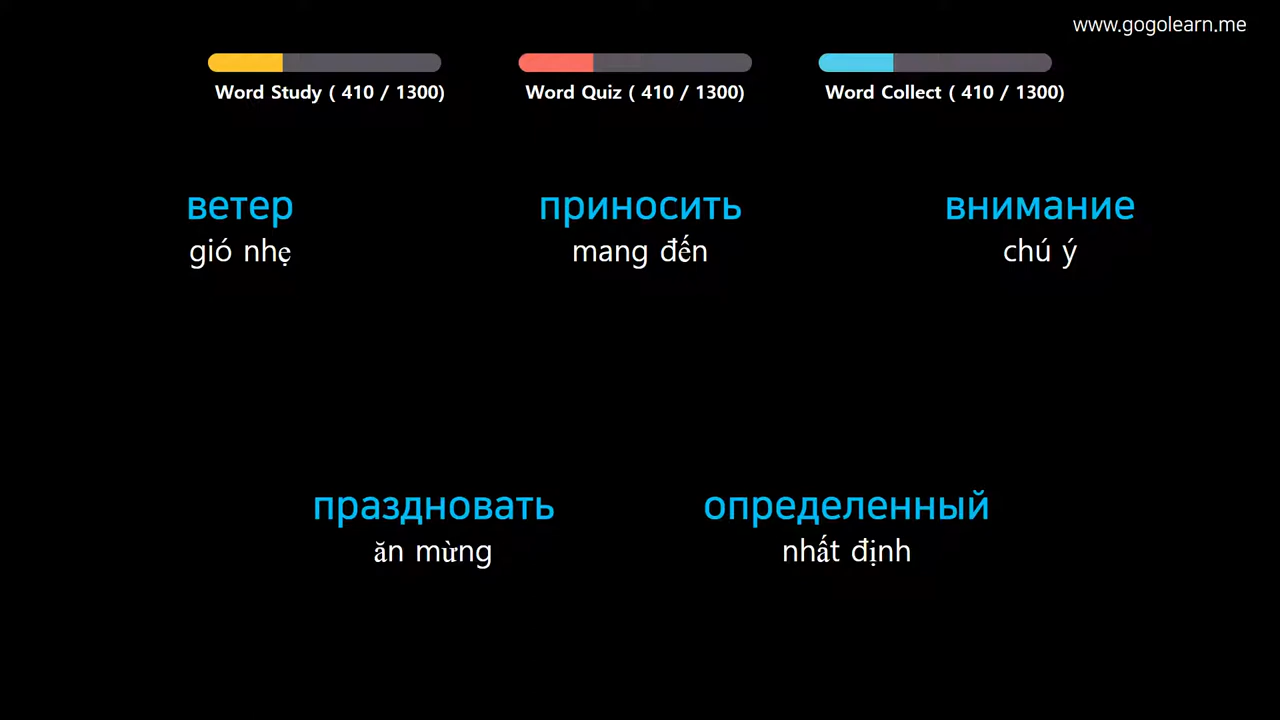 www.gogolearn.me
Word Study ( 410 / 1300)
Word Quiz ( 410 / 1300)
Word Collect ( 410 / 1300)
ветер
gió nhẹ
приносить
mang đến
внимание
chú ý
праздновать
ăn mừng
определенный
nhất định